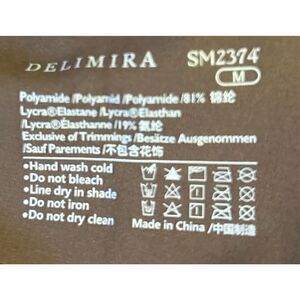 DELIMIRA SM2374
M
Polyamide /Polyamid /Polyamide /81% 锦纶
Lycra®Elastane /Lycra®Elasthan
/Lycra®Elasthanne /19% 氨纶
Exclusive of Trimmings /Besätze Ausgenommen
/Sauf Parements /不包含花饰
•Hand wash cold
•Do not bleach
•Line dry in shade
•Do not iron
•Do not dry clean
Made in China /中国制造